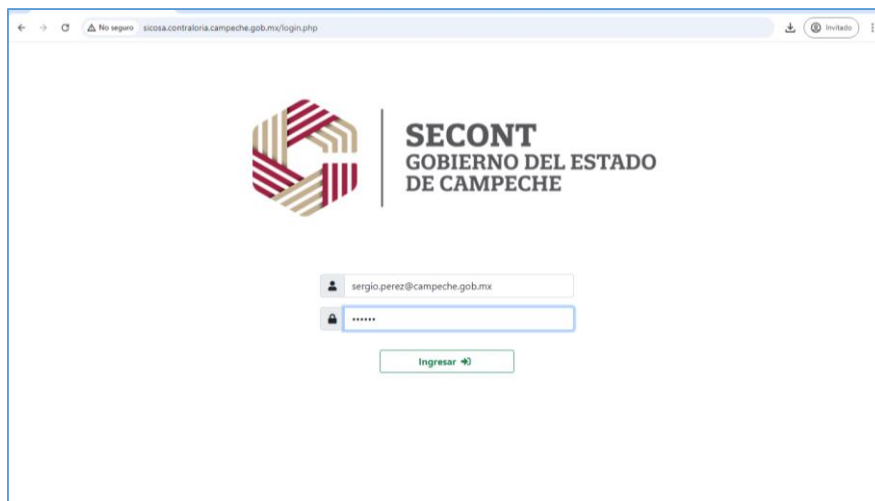 No seguro sicosa.contraloria.campeche.gob.mx/login.php Invitado
SECONT
GOBIERNO DEL ESTADO
DE CAMPECHE
sergio.perez@campeche.gob.mx
••••••
Ingresar